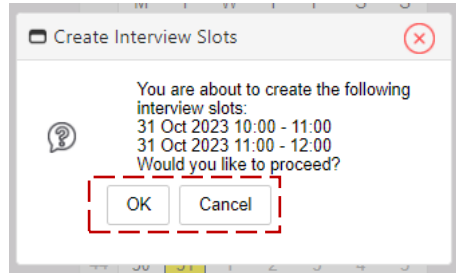 Create Interview Slots
You are about to create the following
interview slots:
31 Oct 2023 10:00 - 11:00
31 Oct 2023 11:00 - 12:00
Would you like to proceed?
OK Cancel